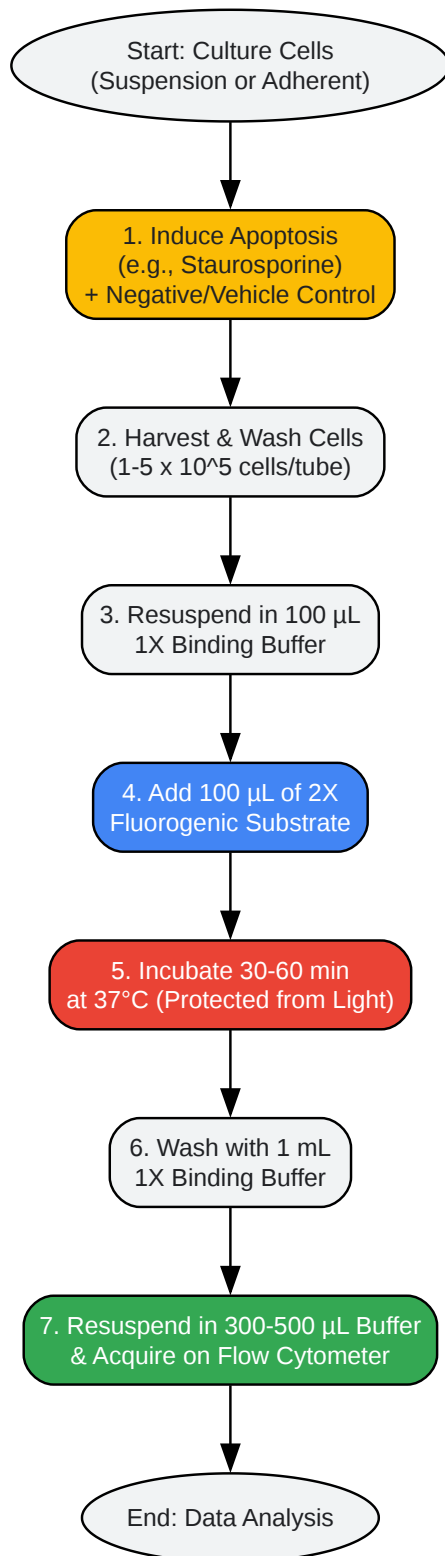 Start: Culture Cells
(Suspension or Adherent)
1. Induce Apoptosis
(e.g., Staurosporine)
+ Negative/Vehicle Control
2. Harvest & Wash Cells
(1-5 x 10^5 cells/tube)
3. Resuspend in 100 µL
1X Binding Buffer
4. Add 100 µL of 2X
Fluorogenic Substrate
5. Incubate 30-60 min
at 37°C (Protected from Light)
6. Wash with 1 mL
1X Binding Buffer
7. Resuspend in 300-500 µL Buffer
& Acquire on Flow Cytometer
End: Data Analysis